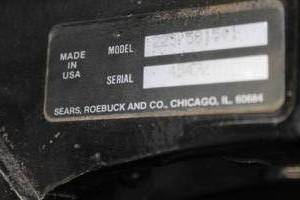 MADE
IN
USA
MODEL
SERIAL
SEARS, ROEBUCK AND CO., CHICAGO, IL. 60684